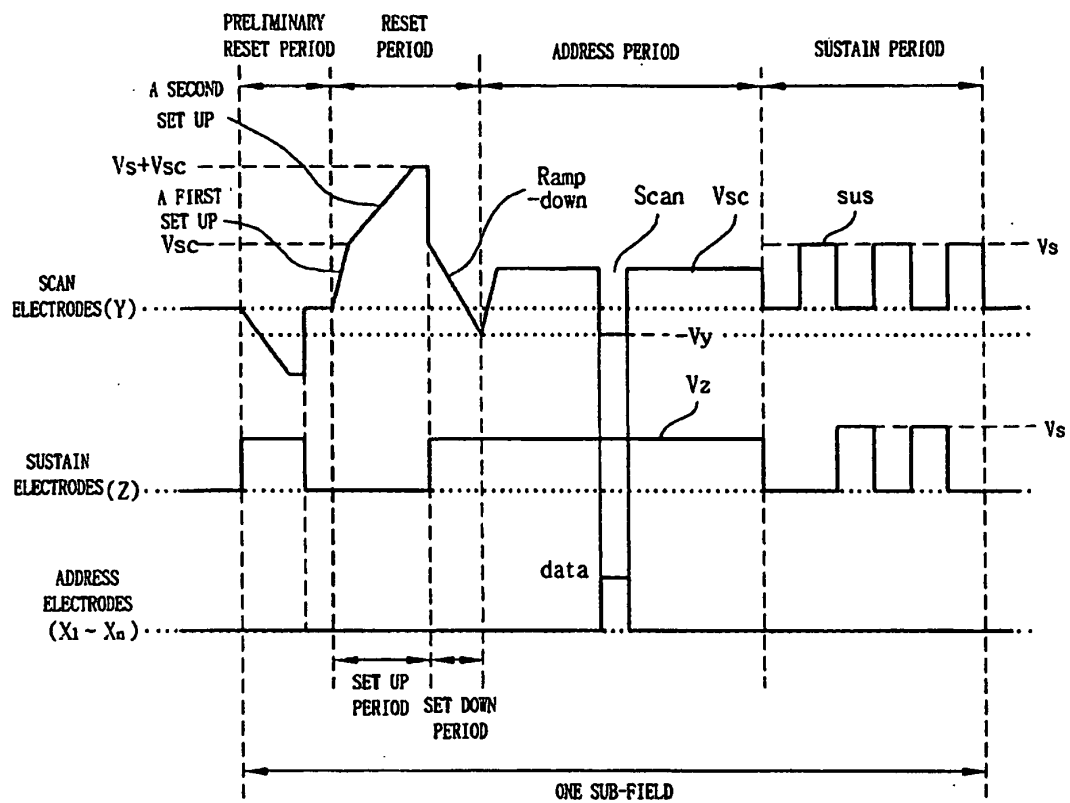 PRELIMINARY
RESET PERIOD
RESET
PERIOD
ADDRESS PERIOD
SUSTAIN PERIOD
A SECOND
SET UP
Vs+Vsc
A FIRST
SET UP
Vsc
Ramp
-down
Scan
Vsc
sus
Vs
SCAN
ELECTRODES(Y)
-Vy
Vz
Vs
SUSTAIN
ELECTRODES(Z)
data
ADDRESS
ELECTRODES
(X1~Xn)
SET UP
PERIOD
SET DOWN
PERIOD
ONE SUB-FIELD